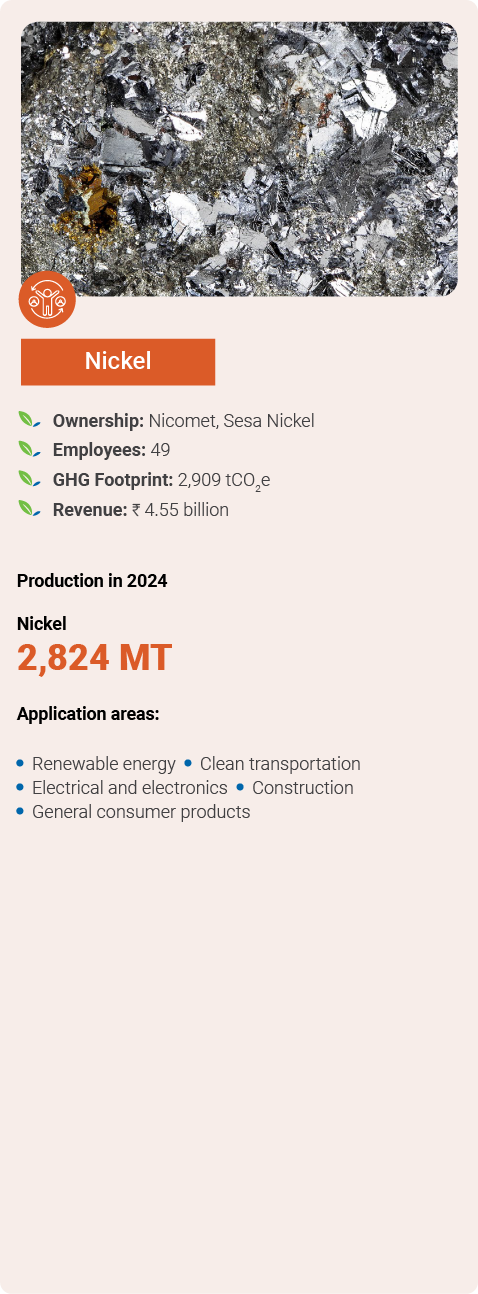 Nickel
Ownership: Nicomet, Sesa Nickel
Employees: 49
GHG Footprint: 2,909 tCO₂e
Revenue: ₹ 4.55 billion
Production in 2024
Nickel
2,824 MT
Application areas:
• Renewable energy • Clean transportation
• Electrical and electronics • Construction
• General consumer products